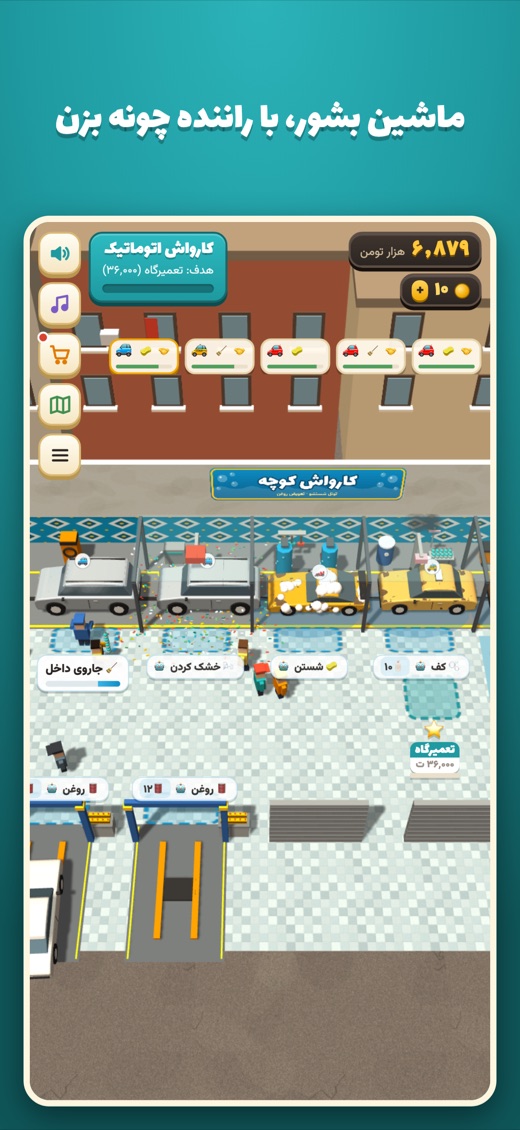 ماشین بشور، با راننده چونه بزن
۶,۸۷۹ هزار تومن
کارواش اتوماتیک
هدف: تعمیرگاه (۳۶,۰۰۰)
+ ۱۰
کارواش کوچه
کف ۱۰
شستن
خشک کردن
جاروی داخل
تعمیرگاه
۳۶,۰۰۰ ت
روغن ۱۲
روغن